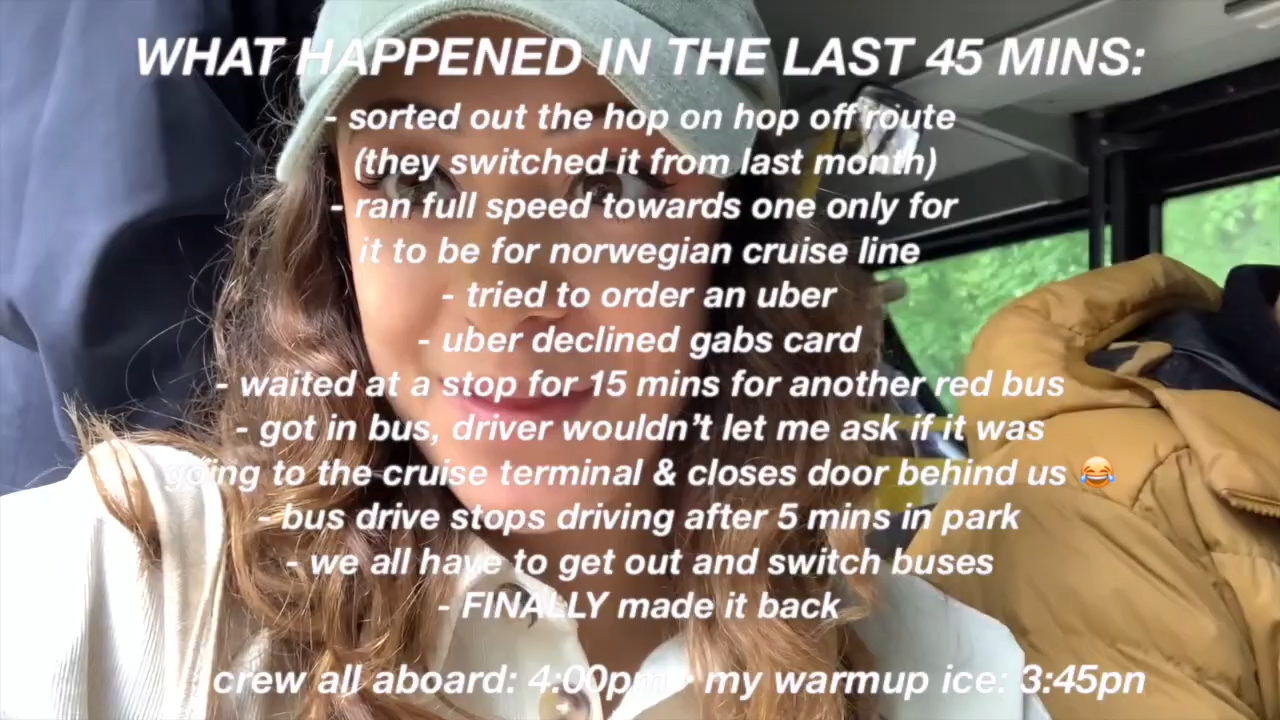 WHAT HAPPENED IN THE LAST 45 MINS:
- sorted out the hop on hop off route
(they switched it from last month)
- ran full speed towards one only for
it to be for norwegian cruise line
- tried to order an uber
- uber declined gabs card
- waited at a stop for 15 mins for another red bus
- got in bus, driver wouldn’t let me ask if it was
going to the cruise terminal & closes door behind us 😂
- bus drive stops driving after 5 mins in park
- we all have to get out and switch buses
- FINALLY made it back
crew all aboard: 4:00pm • my warmup ice: 3:45pn